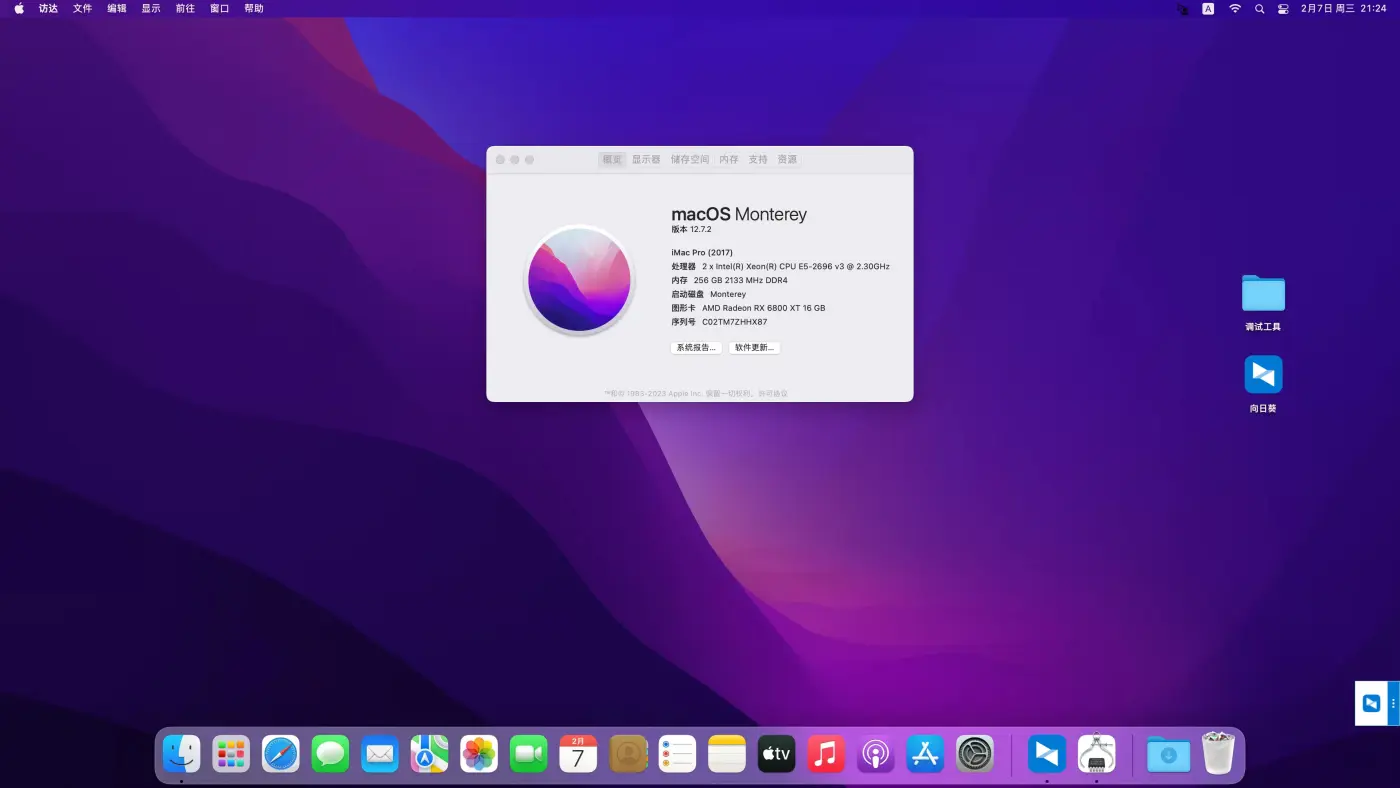 访达 文件 编辑 显示 前往 窗口 帮助
A 2月7日 周三 21:24
概览 显示器 储存空间 内存 支持 资源
macOS Monterey
版本 12.7.2
iMac Pro (2017)
处理器 2 x Intel(R) Xeon(R) CPU E5-2696 v3 @ 2.30GHz
内存 256 GB 2133 MHz DDR4
启动磁盘 Monterey
图形卡 AMD Radeon RX 6800 XT 16 GB
序列号 C02TM7ZHHX87
系统报告... 软件更新...
™和© 1983-2023 Apple Inc. 保留一切权利。许可协议
调试工具
向日葵
2月
7
tv